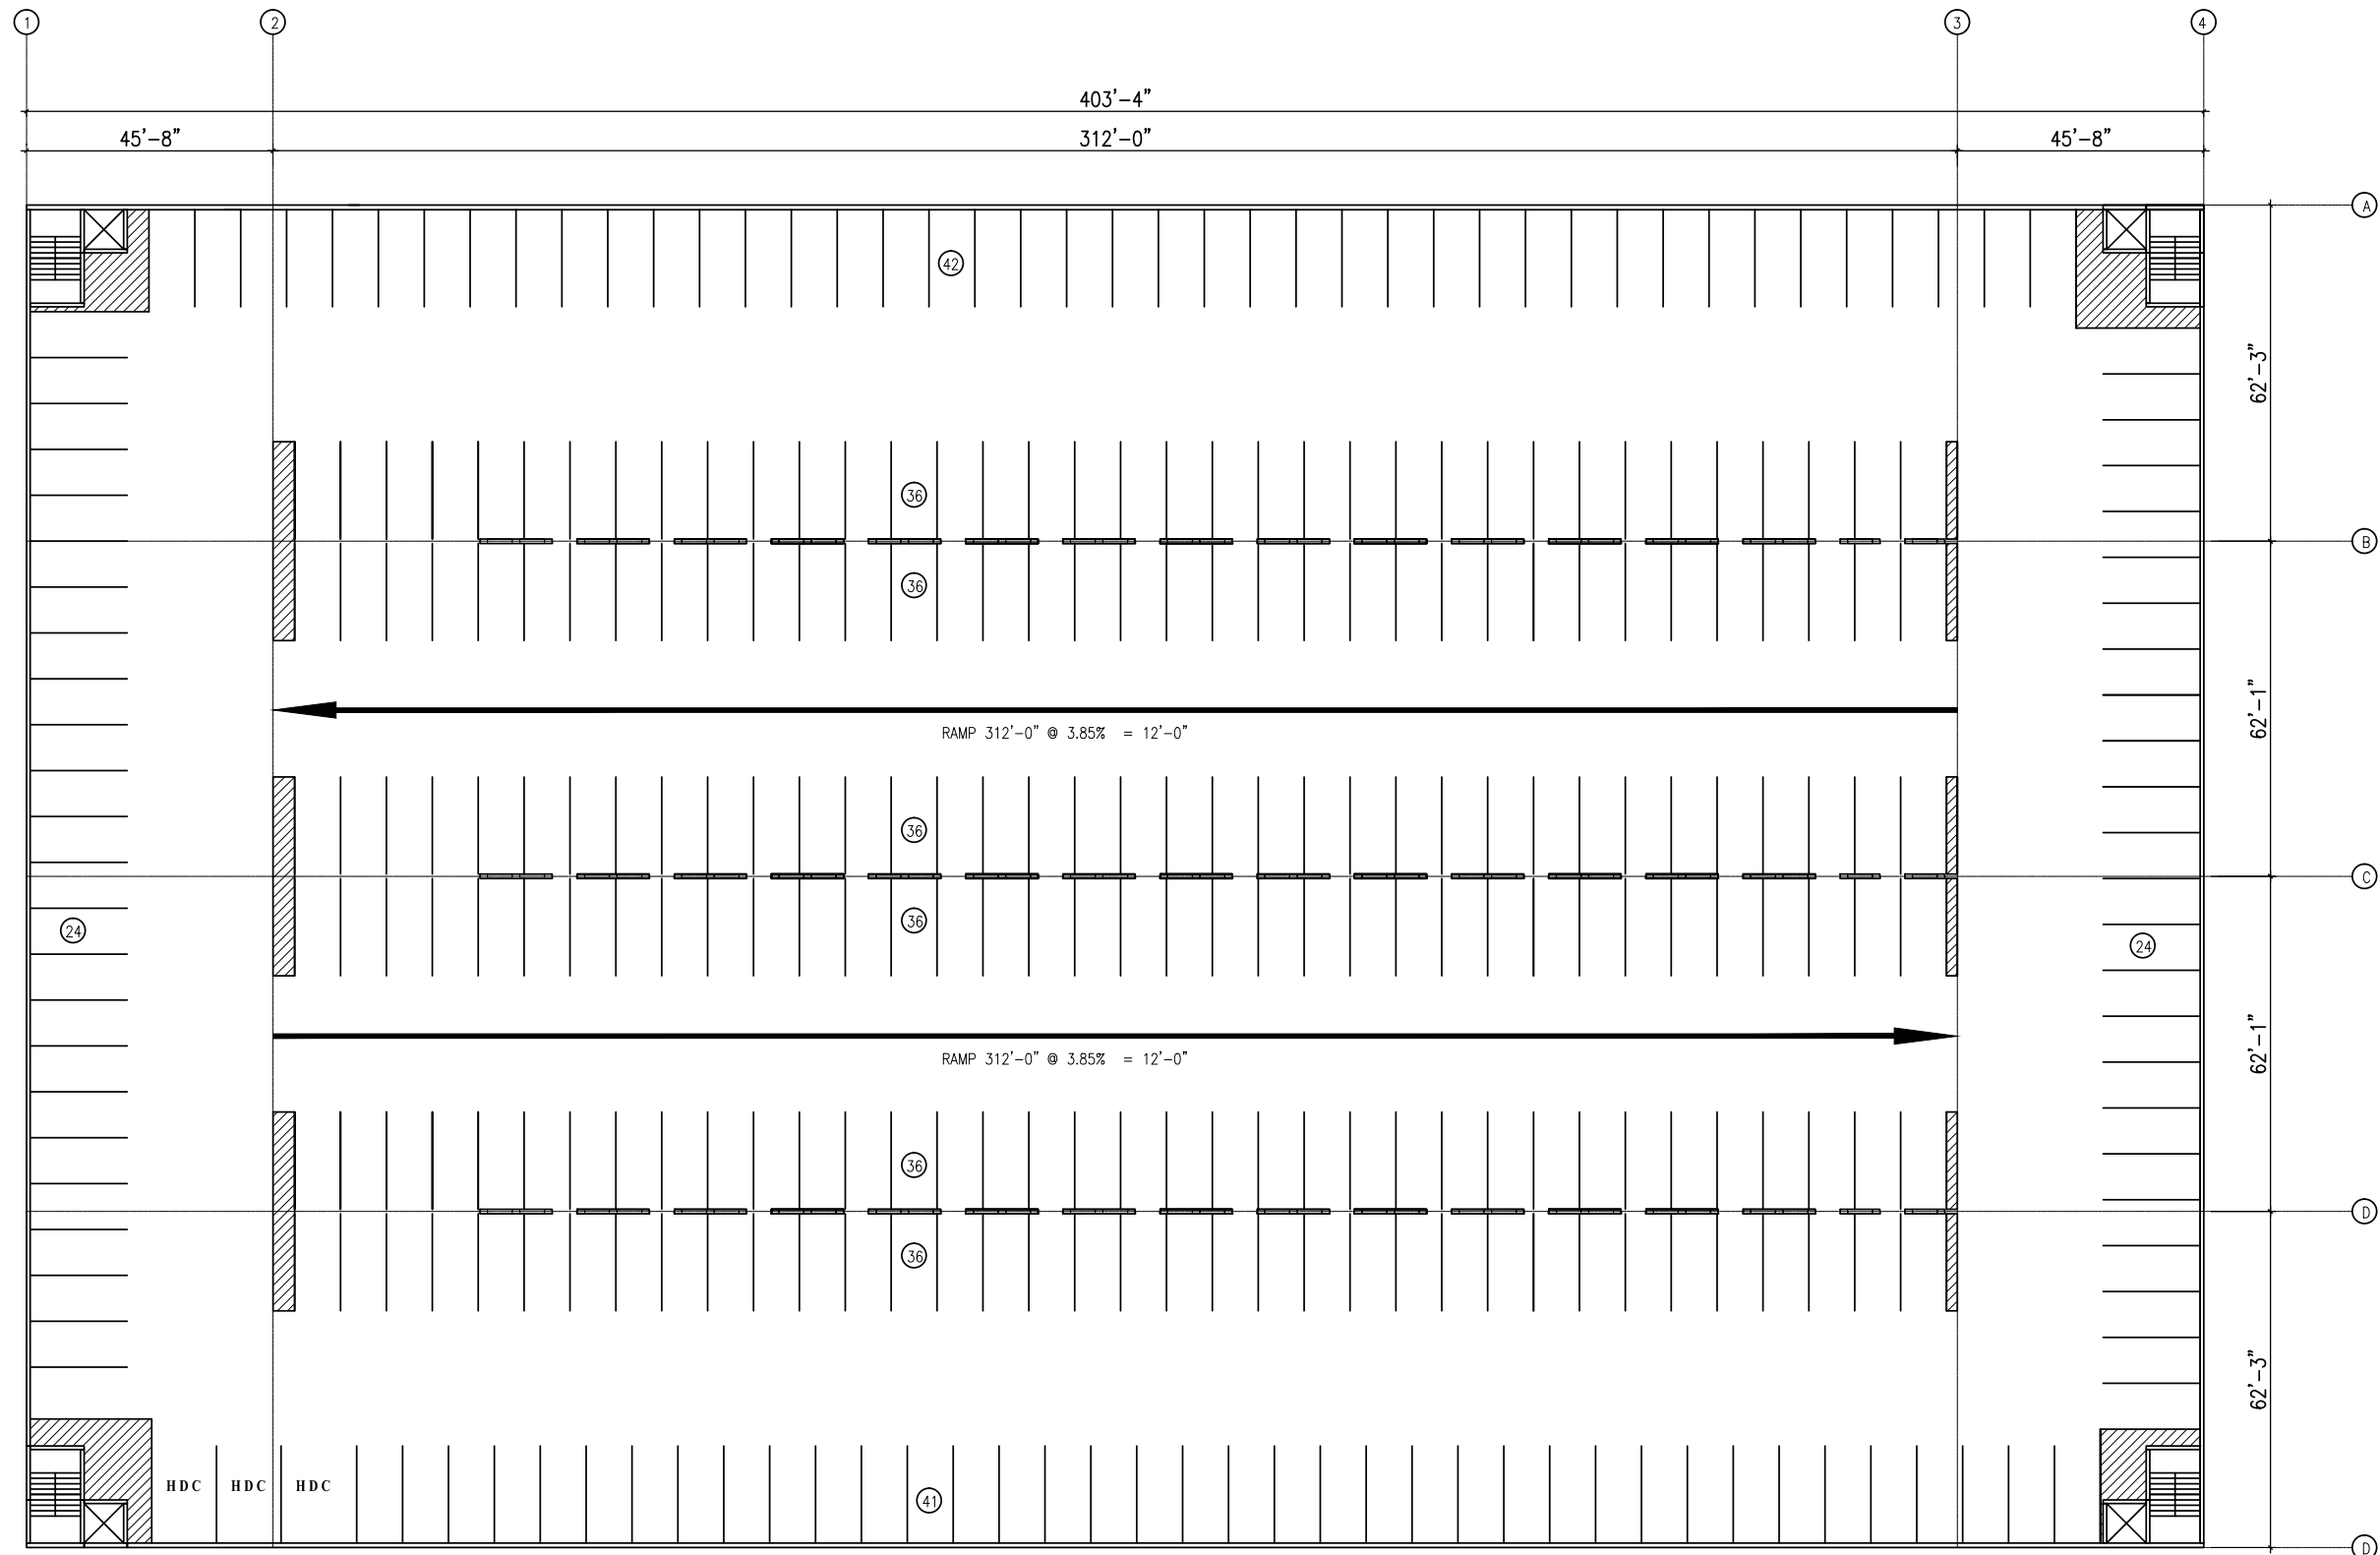 1 2 3 4
403'-4"
45'-8" 312'-0" 45'-8"
A
42
62'-3"
36
B
36
62'-1"
RAMP 312'-0" @ 3.85% = 12'-0"
36
C
36
24 24
62'-1"
RAMP 312'-0" @ 3.85% = 12'-0"
36
D
36
62'-3"
HDC HDC HDC
41
D